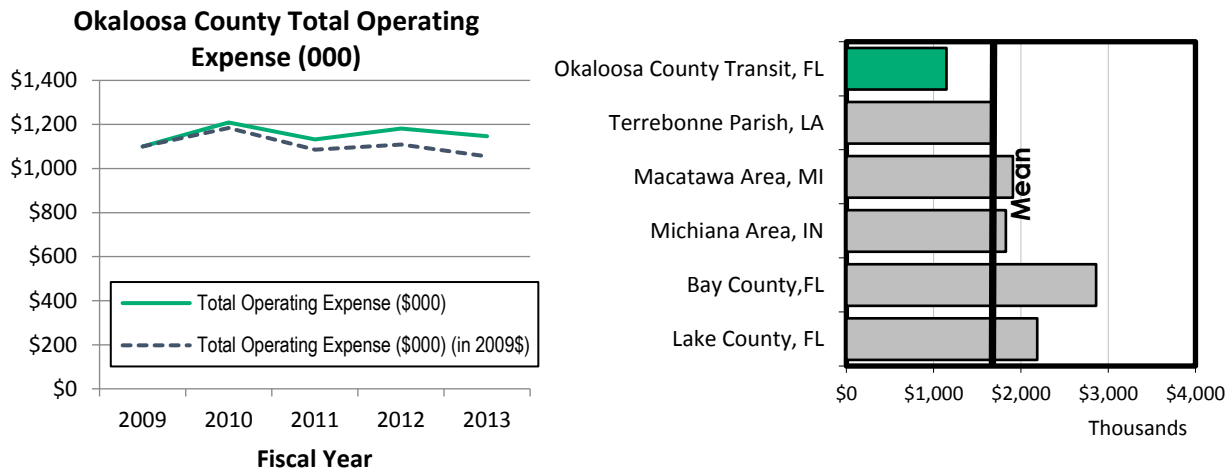 Okaloosa County Total Operating
Expense (000)
$1,400
$1,200
$1,000
$800
$600
$400
$200
$0
Total Operating Expense ($000)
Total Operating Expense ($000) (in 2009$)
2009 2010 2011 2012 2013
Fiscal Year
Okaloosa County Transit, FL
Terrebonne Parish, LA
Macatawa Area, MI
Michiana Area, IN
Bay County,FL
Lake County, FL
Mean
$0 $1,000 $2,000 $3,000 $4,000
Thousands